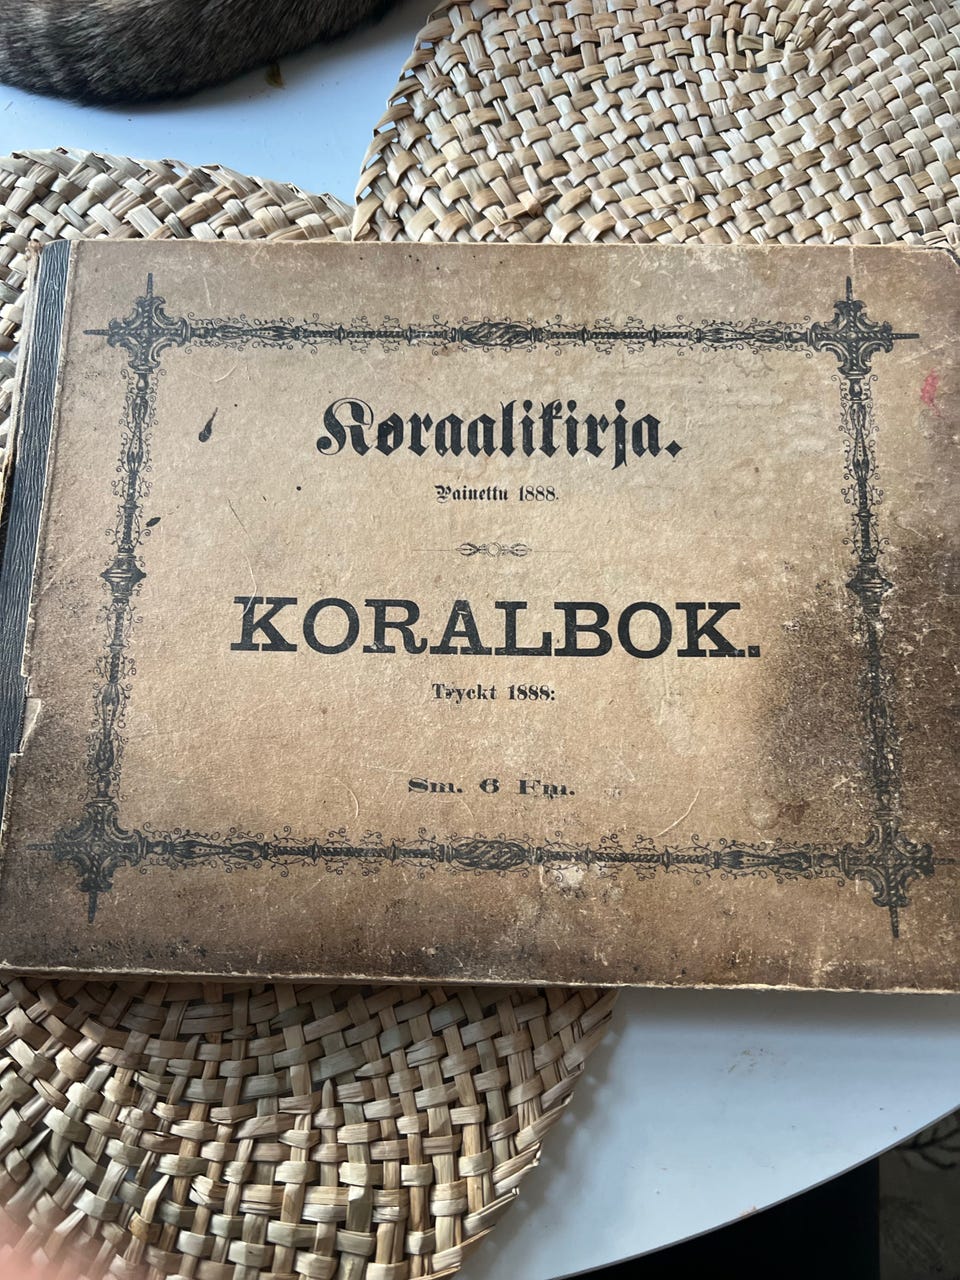 Koraalikirja.
Painettu 1888.
KORALBOK.
Tryckt 1888:
Sm. 6 Fm.